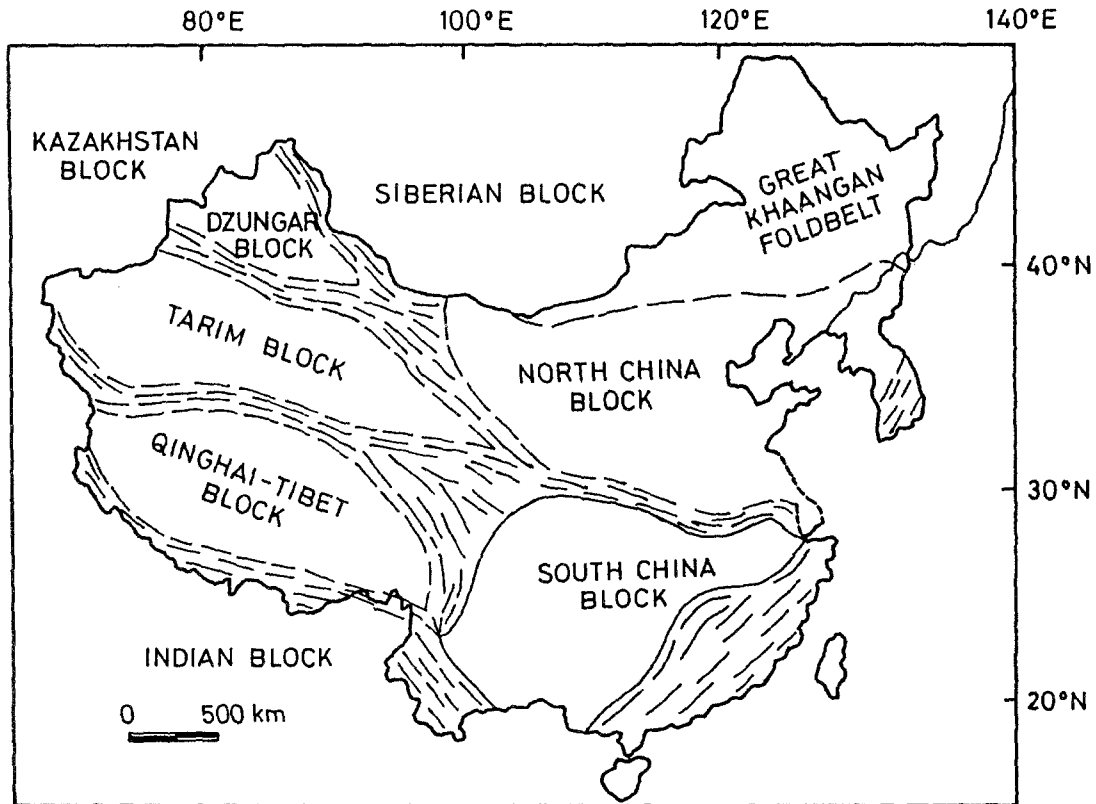 80°E 100°E 120°E 140°E
KAZAKHSTAN
BLOCK
SIBERIAN BLOCK
GREAT
KHAANGAN
FOLDBELT
DZUNGAR
BLOCK
40°N
TARIM BLOCK
NORTH CHINA
BLOCK
QINGHAI-TIBET
BLOCK
30°N
SOUTH CHINA
BLOCK
INDIAN BLOCK
20°N
0 500 km